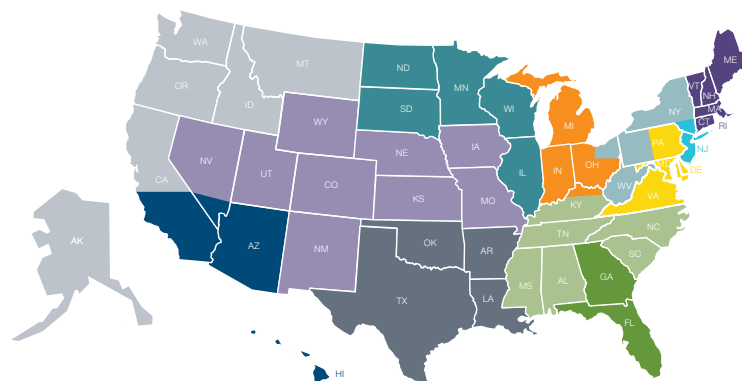 WA
ME
MT
ND
VT
NH
OR
MN
ID
SD
WI
NY
MA
CT
RI
WY
MI
PA
NJ
NE
IA
OH
NV
IL
IN
MD
DE
UT
CO
WV
CA
KS
MO
VA
KY
NC
TN
AK
AZ
NM
OK
AR
SC
MS
AL
GA
TX
LA
FL
HI